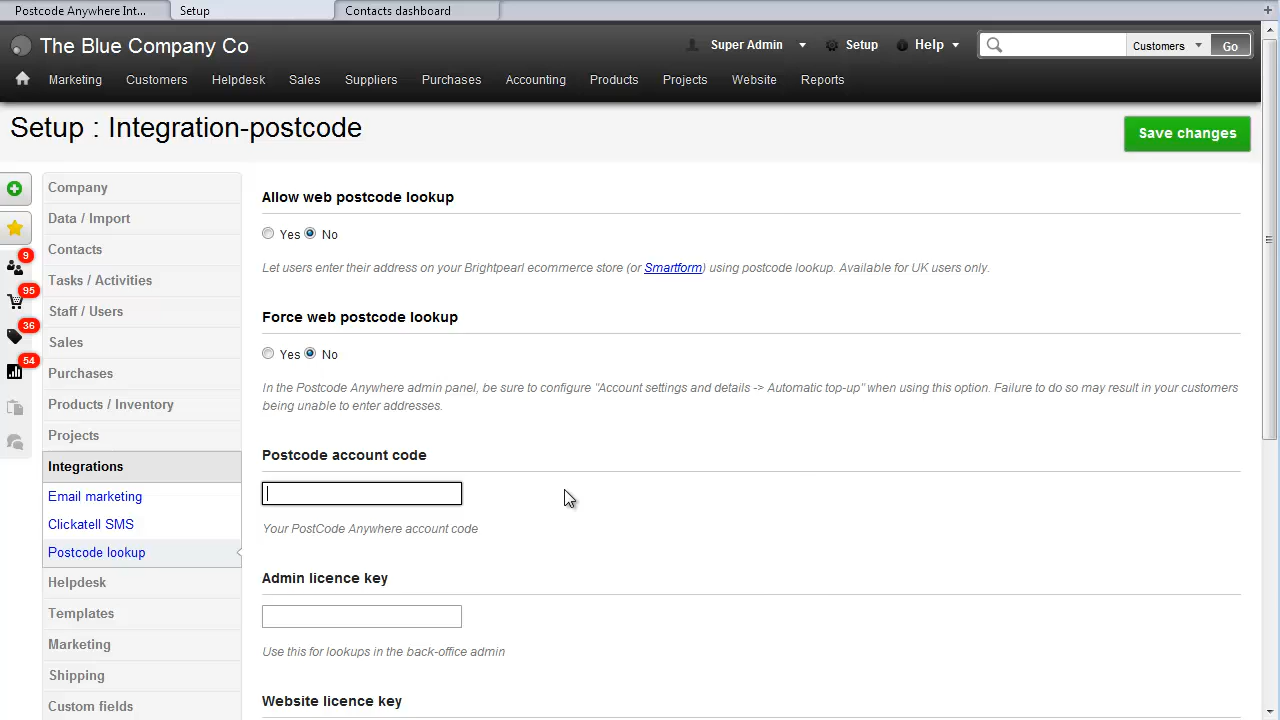 Postcode Anywhere Int...
Setup
Contacts dashboard
The Blue Company Co
Super Admin
Setup
Help
Customers
Go
Marketing
Customers
Helpdesk
Sales
Suppliers
Purchases
Accounting
Products
Projects
Website
Reports
Setup : Integration-postcode
Save changes
9
95
36
54
Company
Data / Import
Contacts
Tasks / Activities
Staff / Users
Sales
Purchases
Products / Inventory
Projects
Integrations
Email marketing
Clickatell SMS
Postcode lookup
Helpdesk
Templates
Marketing
Shipping
Custom fields
Allow web postcode lookup
Yes No
Let users enter their address on your Brightpearl ecommerce store (or Smartform) using postcode lookup. Available for UK users only.
Force web postcode lookup
Yes No
In the Postcode Anywhere admin panel, be sure to configure "Account settings and details -> Automatic top-up" when using this option. Failure to do so may result in your customers
being unable to enter addresses.
Postcode account code
Your PostCode Anywhere account code
Admin licence key
Use this for lookups in the back-office admin
Website licence key